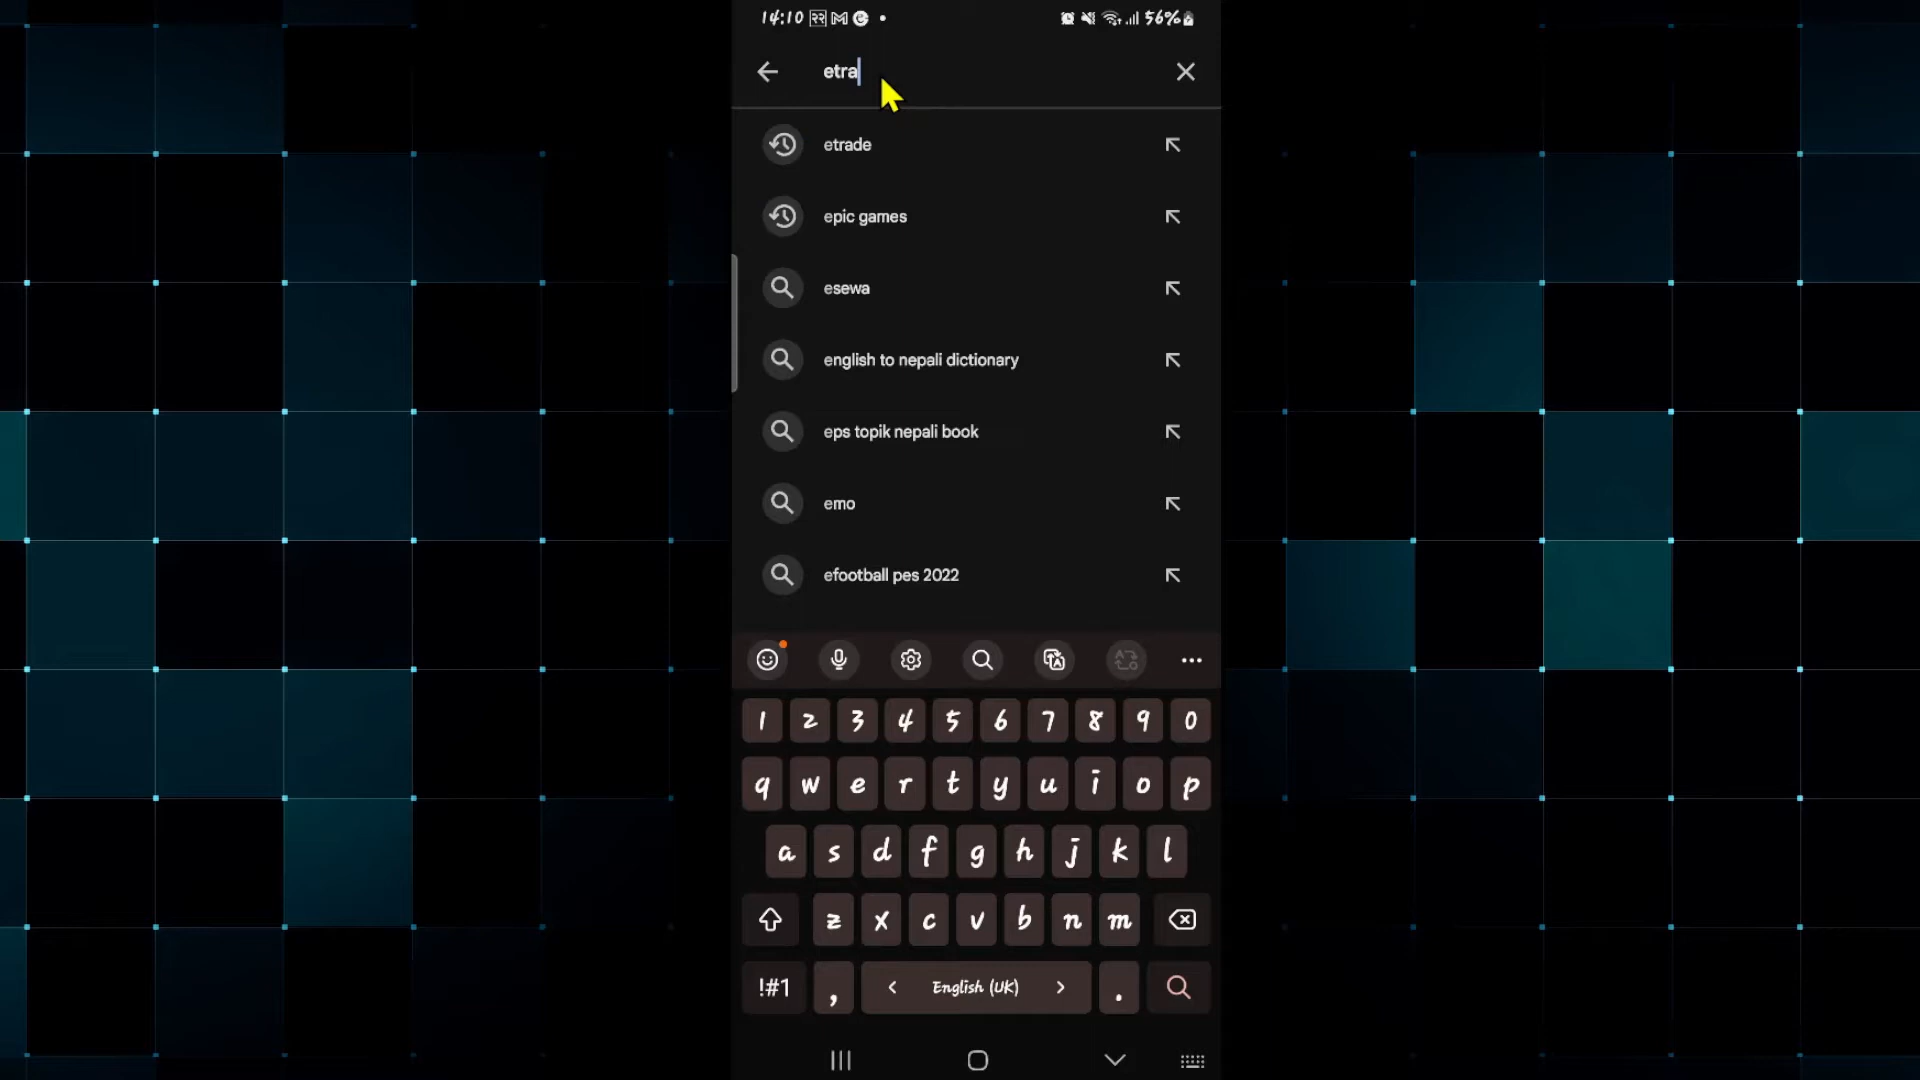 14:10 56%
etra
etrade
epic games
esewa
english to nepali dictionary
eps topik nepali book
emo
efootball pes 2022
1 2 3 4 5 6 7 8 9 0
q w e r t y u i o p
a s d f g h j k l
z x c v b n m
!#1 , < English (UK) > .